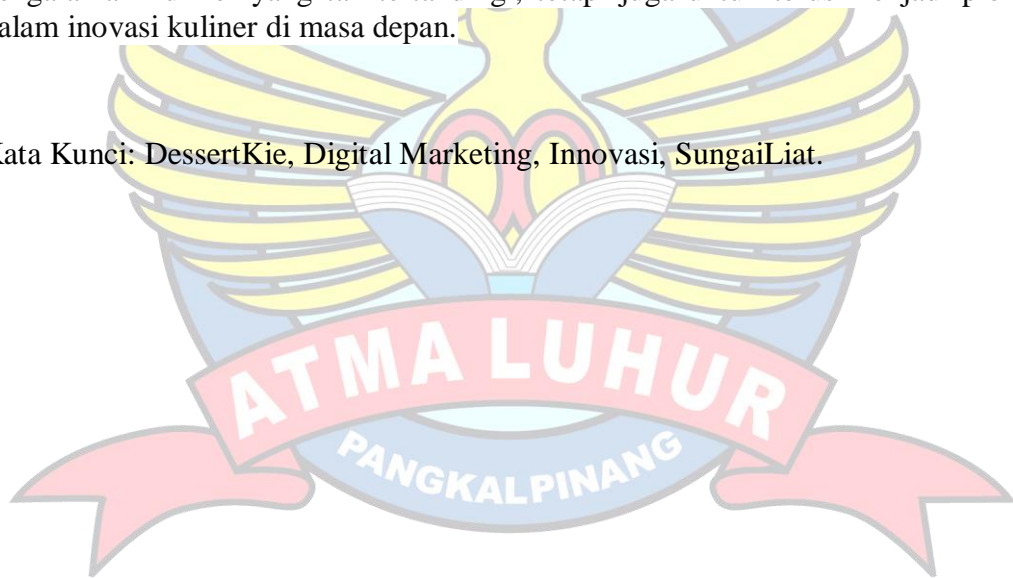 dalam inovasi kuliner di masa depan.
Kata Kunci: DessertKie, Digital Marketing, Innovasi, SungaiLiat.
ATMA LUHUR
PANGKALPINANG